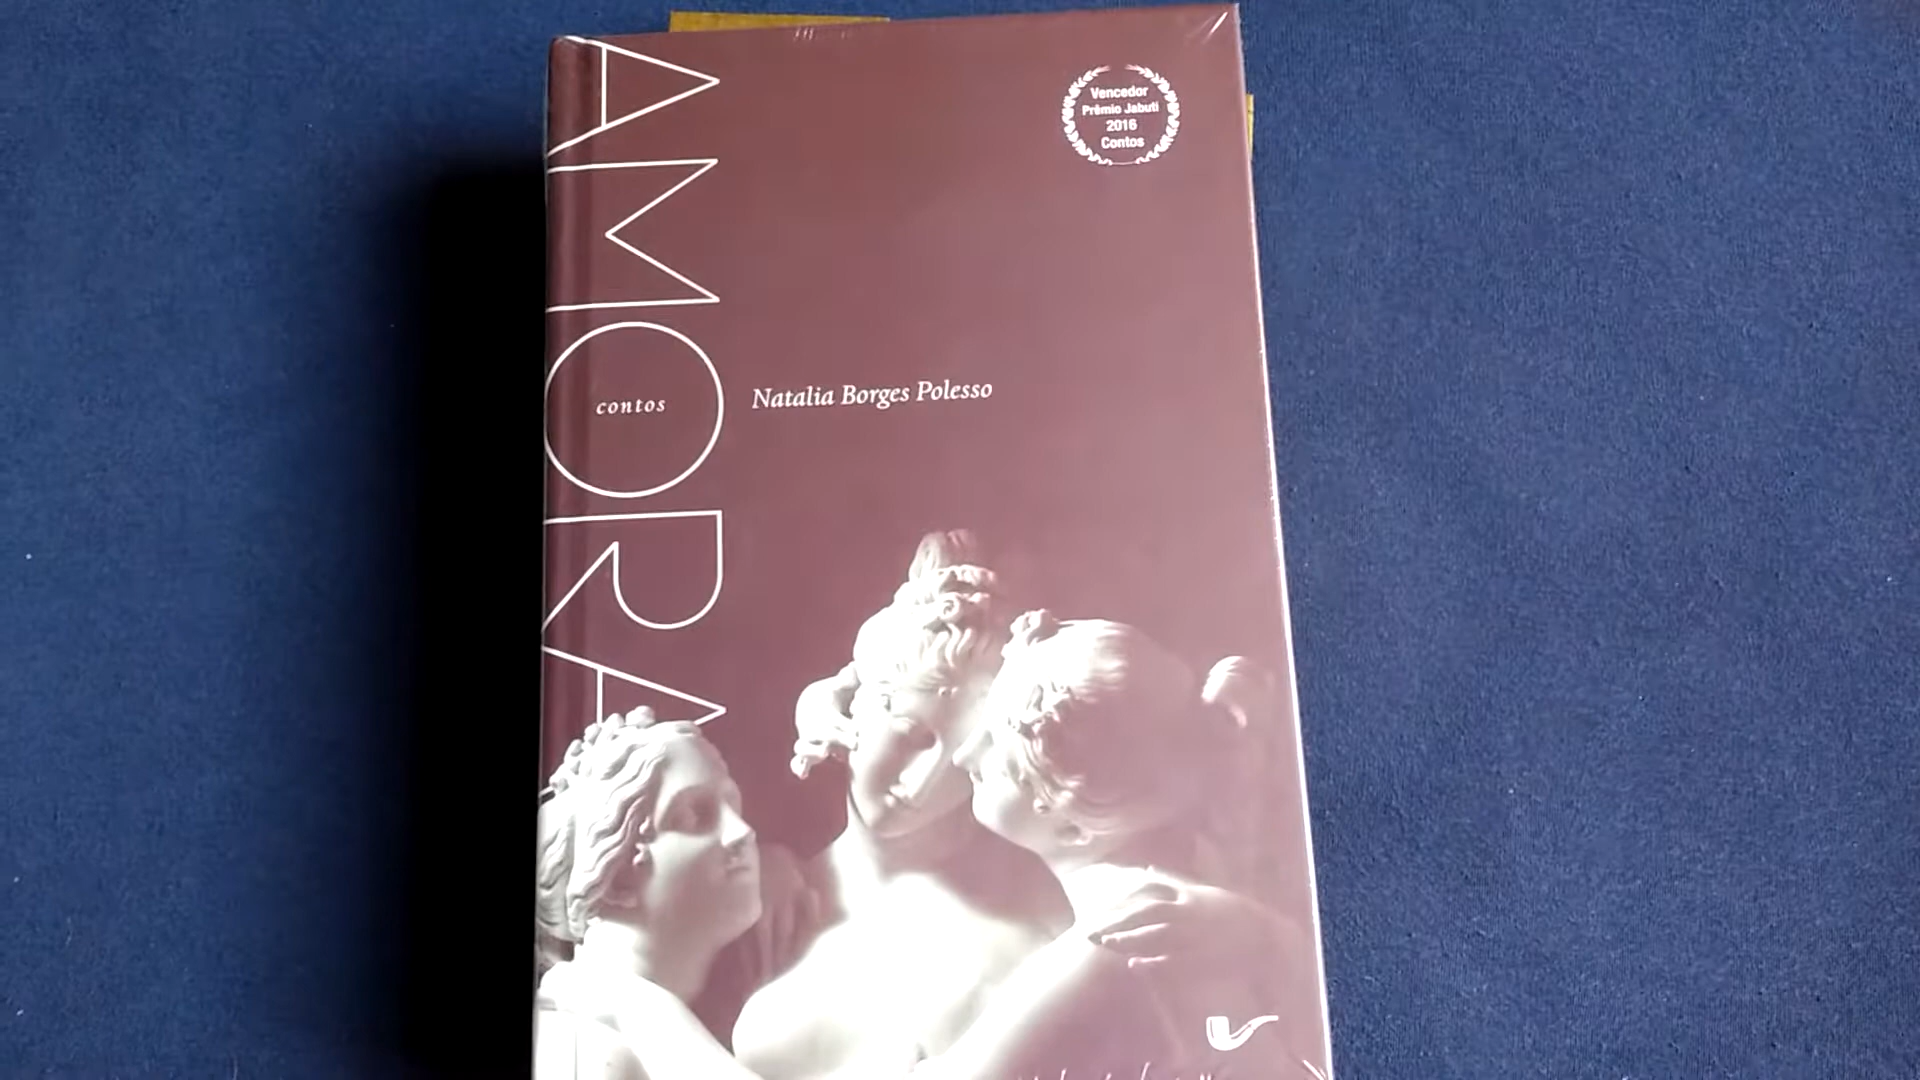 AMORA
contos
Natalia Borges Polesso
Vencedor
Prêmio Jabuti
2016
Contos